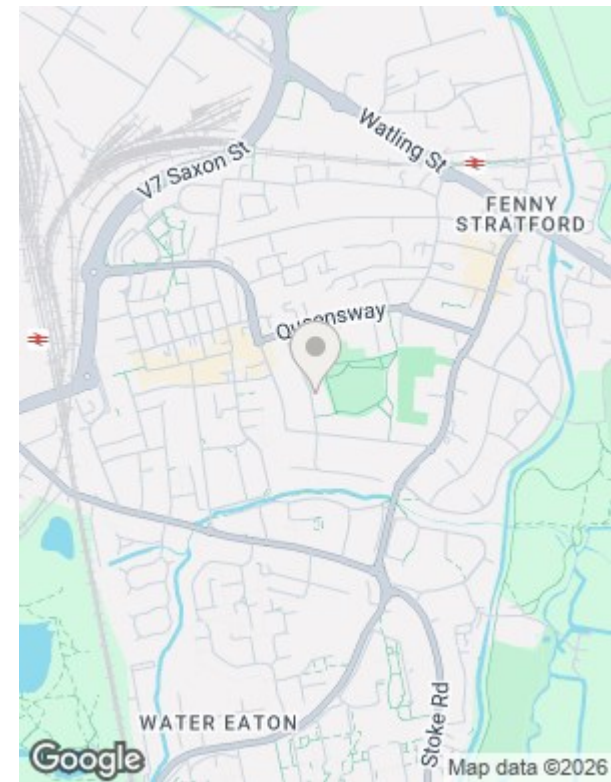 Watling St
V7 Saxon St
FENNY
STRATFORD
Queensway
WATER EATON
Stoke Rd
Google
Map data ©2026